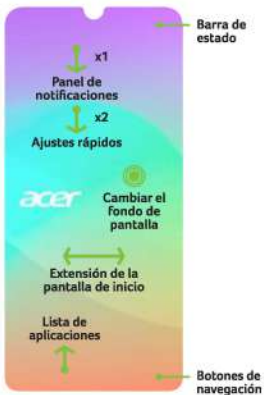 Barra de
estado
x1
Panel de
notificaciones
x2
Ajustes rápidos
acer
Cambiar el
fondo de
pantalla
Extensión de la
pantalla de inicio
Lista de
aplicaciones
Botones de
navegación